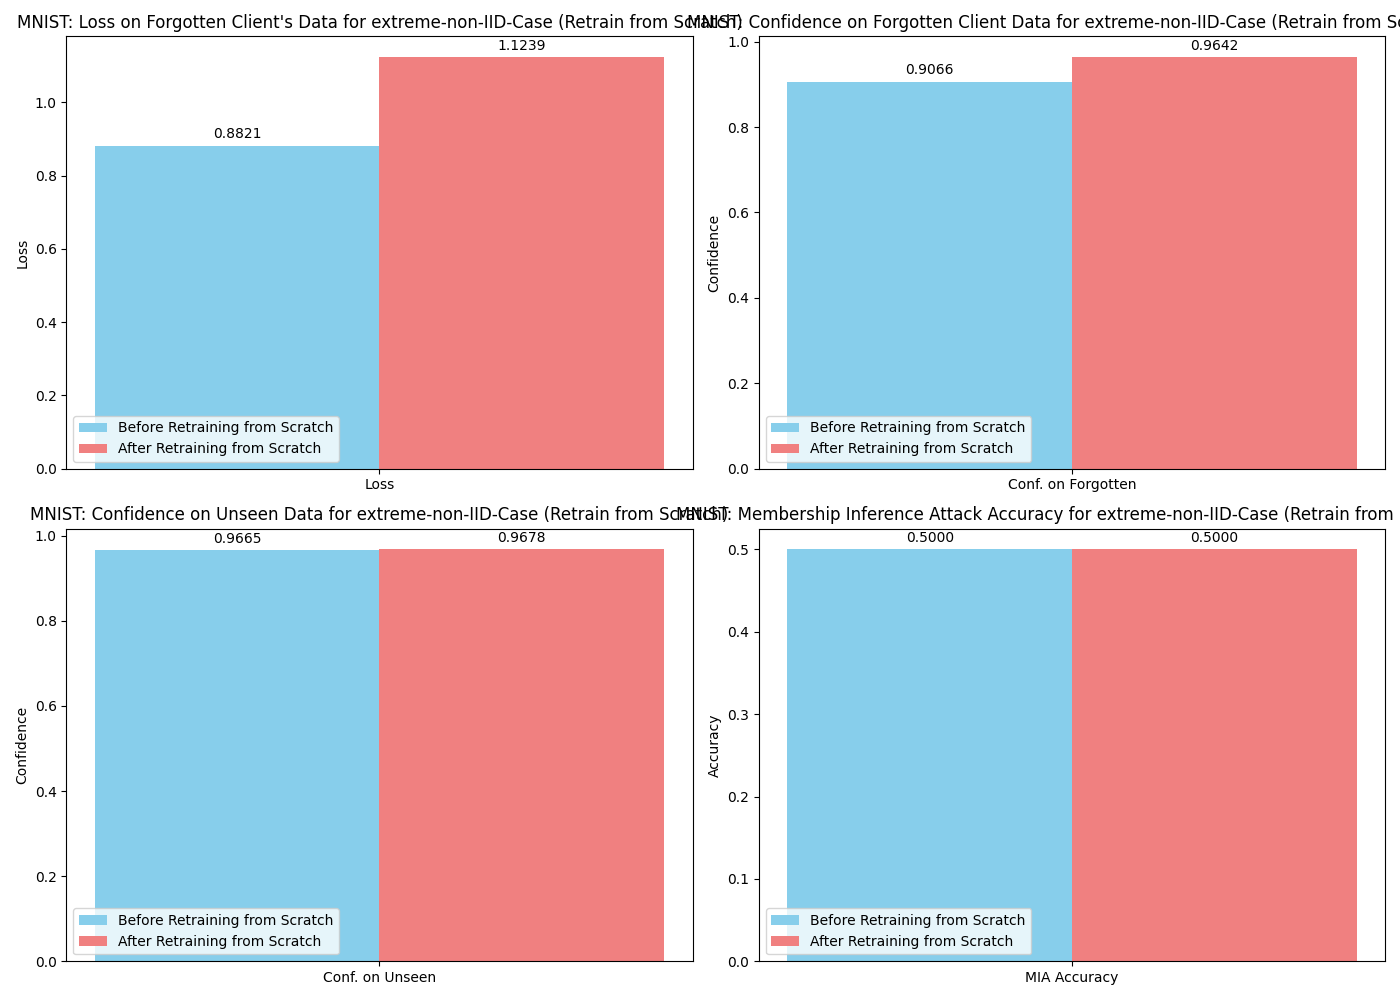 MNIST: Loss on Forgotten Client's Data for extreme-non-IID-Case (Retrain from Scratch)
1.1239
0.8821
1.0
0.8
0.6
0.4
0.2
0.0
Loss
Before Retraining from Scratch
After Retraining from Scratch
Loss
MNIST: Confidence on Forgotten Client Data for extreme-non-IID-Case (Retrain from
0.9642
0.9066
1.0
0.8
0.6
0.4
0.2
0.0
Confidence
Before Retraining from Scratch
After Retraining from Scratch
Conf. on Forgotten
MNIST: Confidence on Unseen Data for extreme-non-IID-Case (Retrain from Scratch)
0.9665
0.9678
1.0
0.8
0.6
0.4
0.2
0.0
Confidence
Before Retraining from Scratch
After Retraining from Scratch
Conf. on Unseen
MNIST: Membership Inference Attack Accuracy for extreme-non-IID-Case (Retrain from
0.5000
0.5000
0.5
0.4
0.3
0.2
0.1
0.0
Accuracy
Before Retraining from Scratch
After Retraining from Scratch
MIA Accuracy